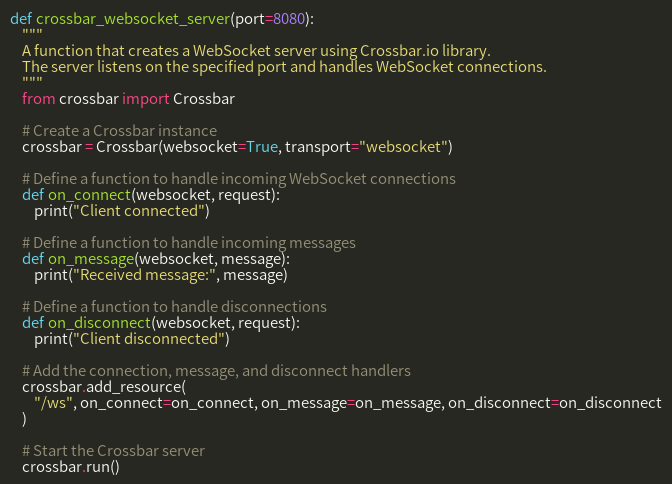 def crossbar_websocket_server(port=8080):
    """
    A function that creates a WebSocket server using Crossbar.io library.
    The server listens on the specified port and handles WebSocket connections.
    """
    from crossbar import Crossbar

    # Create a Crossbar instance
    crossbar = Crossbar(websocket=True, transport="websocket")

    # Define a function to handle incoming WebSocket connections
    def on_connect(websocket, request):
        print("Client connected")

    # Define a function to handle incoming messages
    def on_message(websocket, message):
        print("Received message:", message)

    # Define a function to handle disconnections
    def on_disconnect(websocket, request):
        print("Client disconnected")

    # Add the connection, message, and disconnect handlers
    crossbar.add_resource(
        "/ws", on_connect=on_connect, on_message=on_message, on_disconnect=on_disconnect
    )

    # Start the Crossbar server
    crossbar.run()